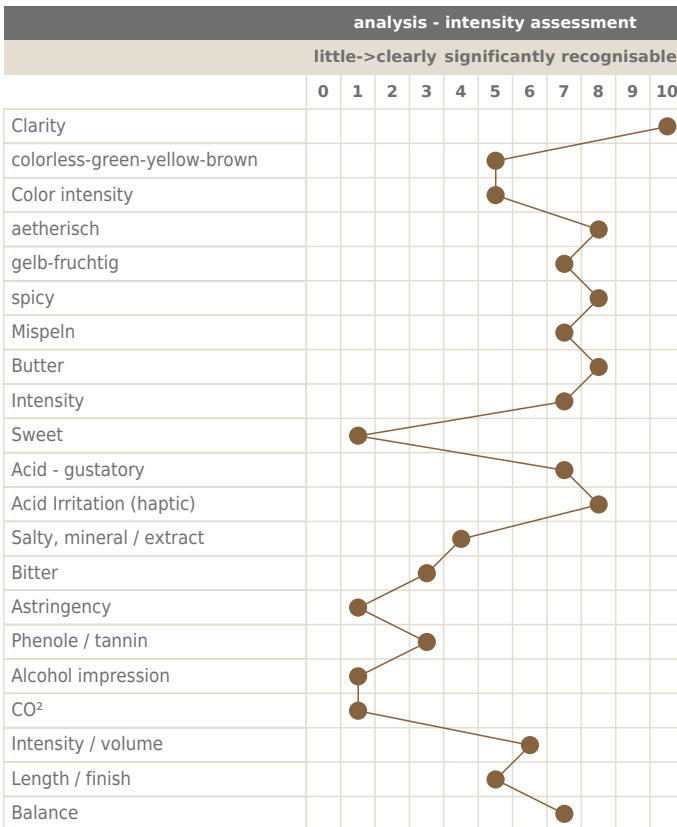 analysis - intensity assessment
little->clearly significantly recognisable
0 1 2 3 4 5 6 7 8 9 10
Clarity
colorless-green-yellow-brown
Color intensity
aetherisch
gelb-fruchtig
spicy
Mispeln
Butter
Intensity
Sweet
Acid - gustatory
Acid Irritation (haptic)
Salty, mineral / extract
Bitter
Astringency
Phenole / tannin
Alcohol impression
CO²
Intensity / volume
Length / finish
Balance